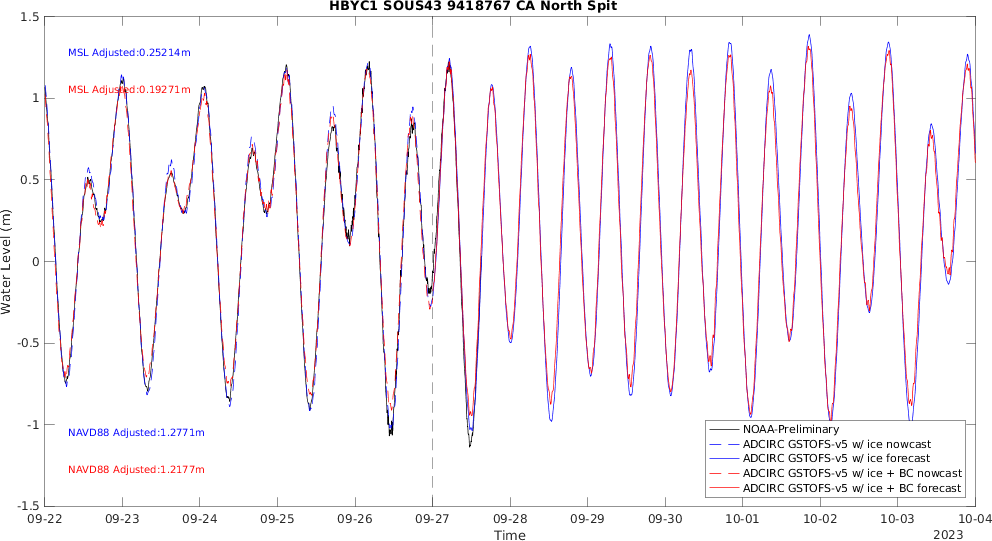 HBYC1 SOUS43 9418767 CA North Spit
1.5
1
0.5
0
-0.5
-1
-1.5
Water Level (m)
MSL Adjusted:0.25214m
MSL Adjusted:0.19271m
NAVD88 Adjusted:1.2771m
NAVD88 Adjusted:1.2177m
NOAA-Preliminary
ADCIRC GSTOFS-v5 w/ ice nowcast
ADCIRC GSTOFS-v5 w/ ice forecast
ADCIRC GSTOFS-v5 w/ ice + BC nowcast
ADCIRC GSTOFS-v5 w/ ice + BC forecast
09-22 09-23 09-24 09-25 09-26 09-27 09-28 09-29 09-30 10-01 10-02 10-03 10-04
Time
2023